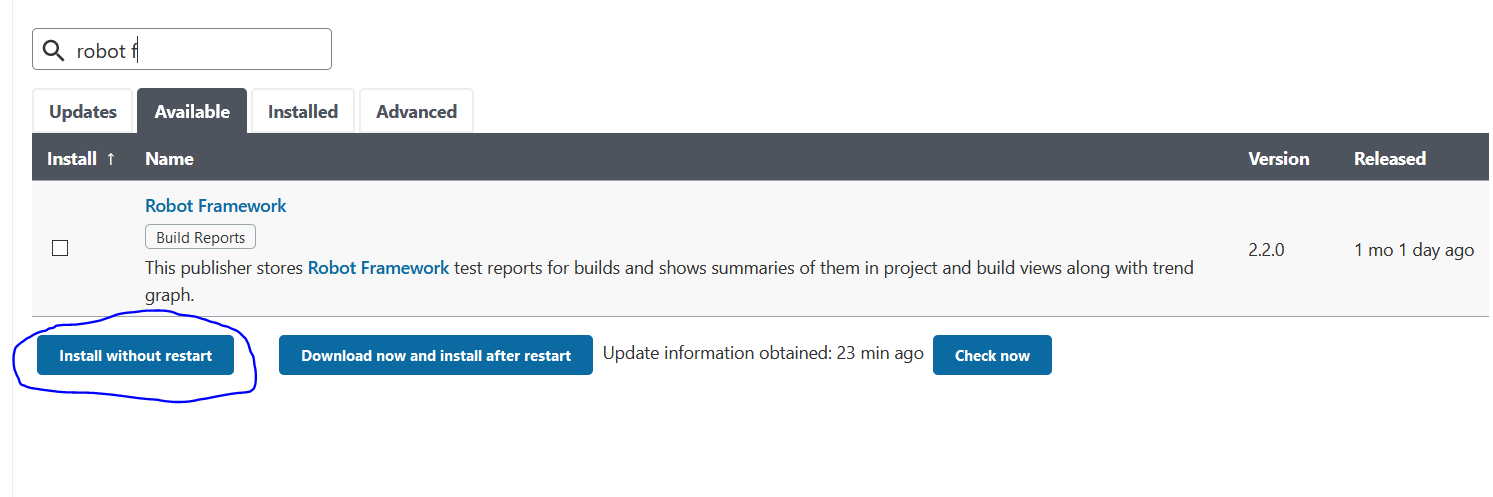 robot f
Updates Available Installed Advanced
Install ↑ Name Version Released
Robot Framework
Build Reports
This publisher stores Robot Framework test reports for builds and shows summaries of them in project and build views along with trend
graph.
2.2.0 1 mo 1 day ago
Install without restart Download now and install after restart Update information obtained: 23 min ago Check now